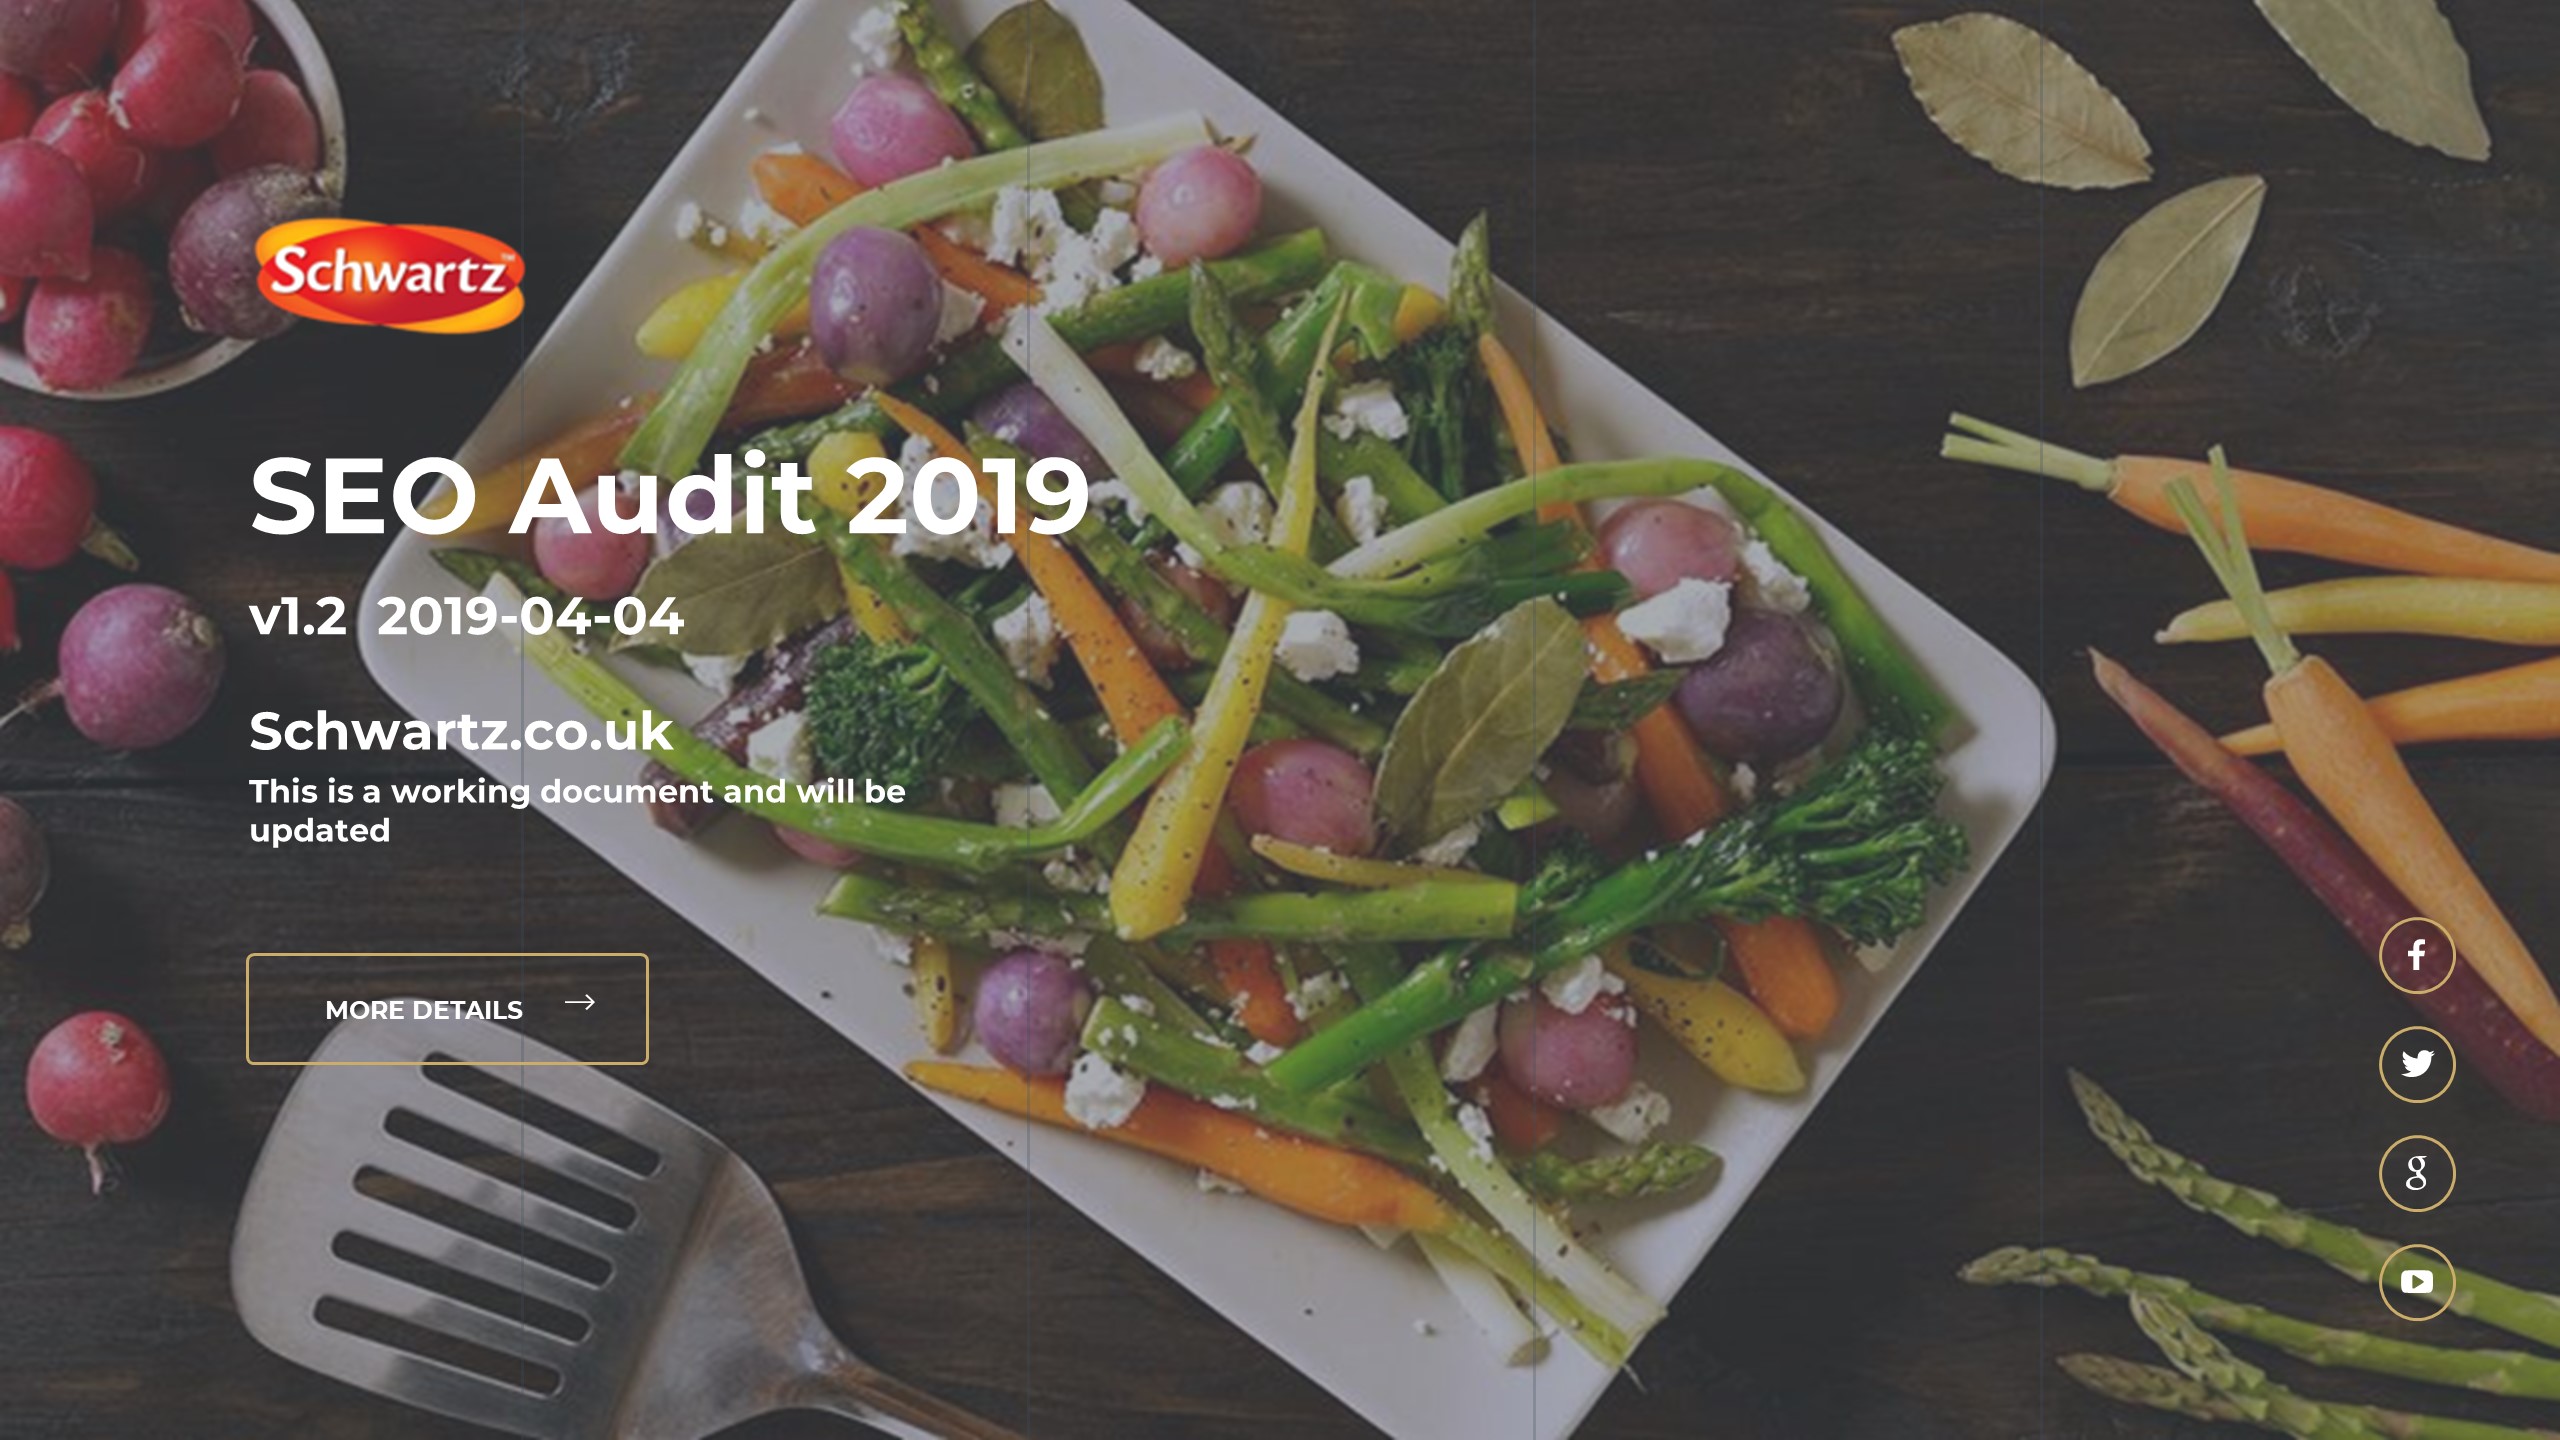 Schwartz™
SEO Audit 2019
v1.2 2019-04-04
Schwartz.co.uk
This is a working document and will be
updated
MORE DETAILS →